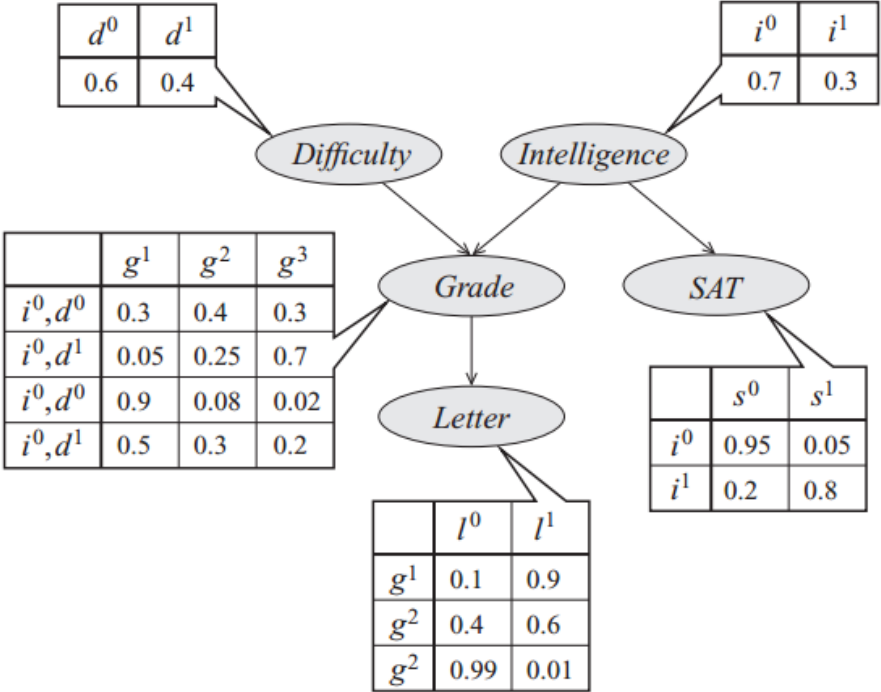 d⁰ d¹
0.6 0.4
i⁰ i¹
0.7 0.3
Difficulty
Intelligence
g¹ g² g³
i⁰,d⁰ 0.3 0.4 0.3
i⁰,d¹ 0.05 0.25 0.7
i⁰,d⁰ 0.9 0.08 0.02
i⁰,d¹ 0.5 0.3 0.2
Grade
SAT
Letter
s⁰ s¹
i⁰ 0.95 0.05
i¹ 0.2 0.8
l⁰ l¹
g¹ 0.1 0.9
g² 0.4 0.6
g² 0.99 0.01